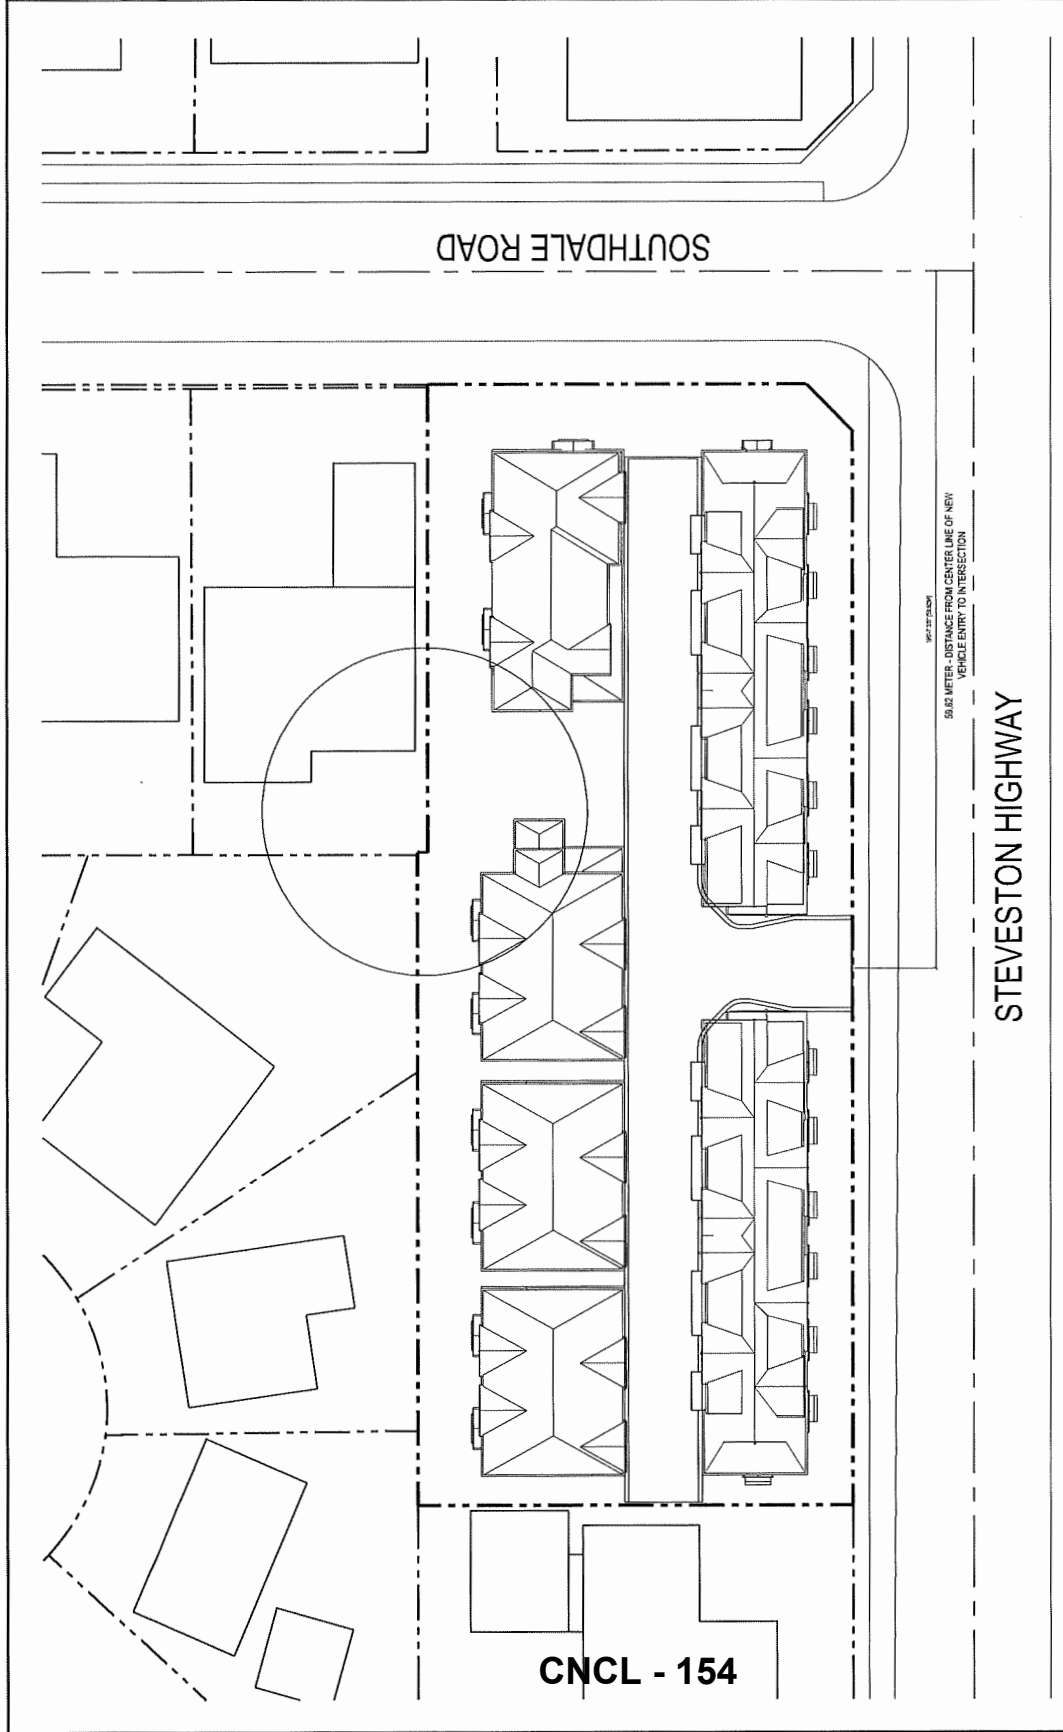 SOUTHDALE ROAD
59.62 METER - DISTANCE FROM CENTER LINE OF NEW
VEHICLE ENTRY TO INTERSECTION
STEVESTON HIGHWAY
CNCL - 154